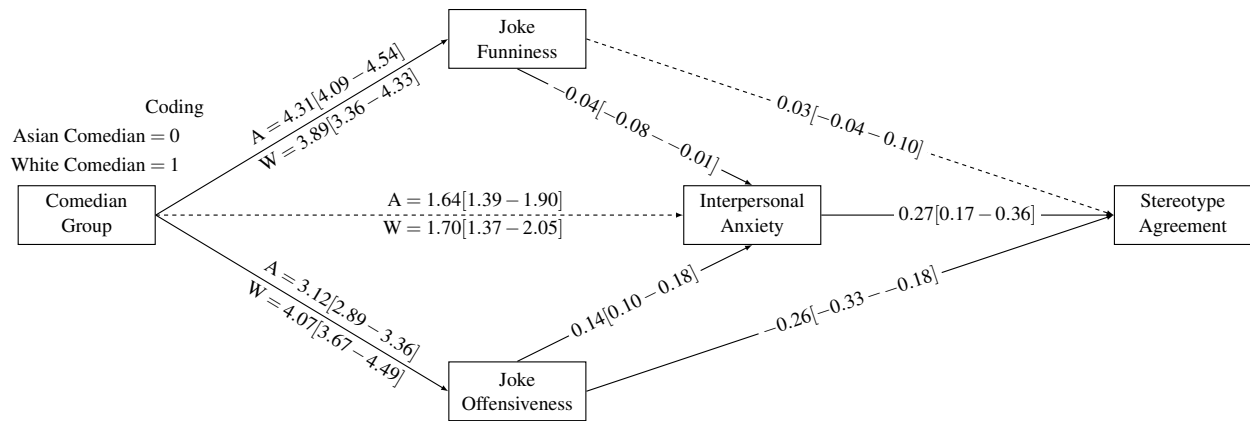 Joke
Funniness
A = 4.31[4.09 − 4.54]
W = 3.89[3.36 − 4.33]
Coding
Asian Comedian = 0
White Comedian = 1
−0.04[−0.08 − −0.01]
0.03[−0.04 − 0.10]
Comedian
Group
A = 1.64[1.39 − 1.90]
W = 1.70[1.37 − 2.05]
Interpersonal
Anxiety
0.27[0.17 − 0.36]
Stereotype
Agreement
A = 3.12[2.89 − 3.36]
W = 4.07[3.67 − 4.49]
0.14[0.10 − 0.18]
−0.26[−0.33 − −0.18]
Joke
Offensiveness